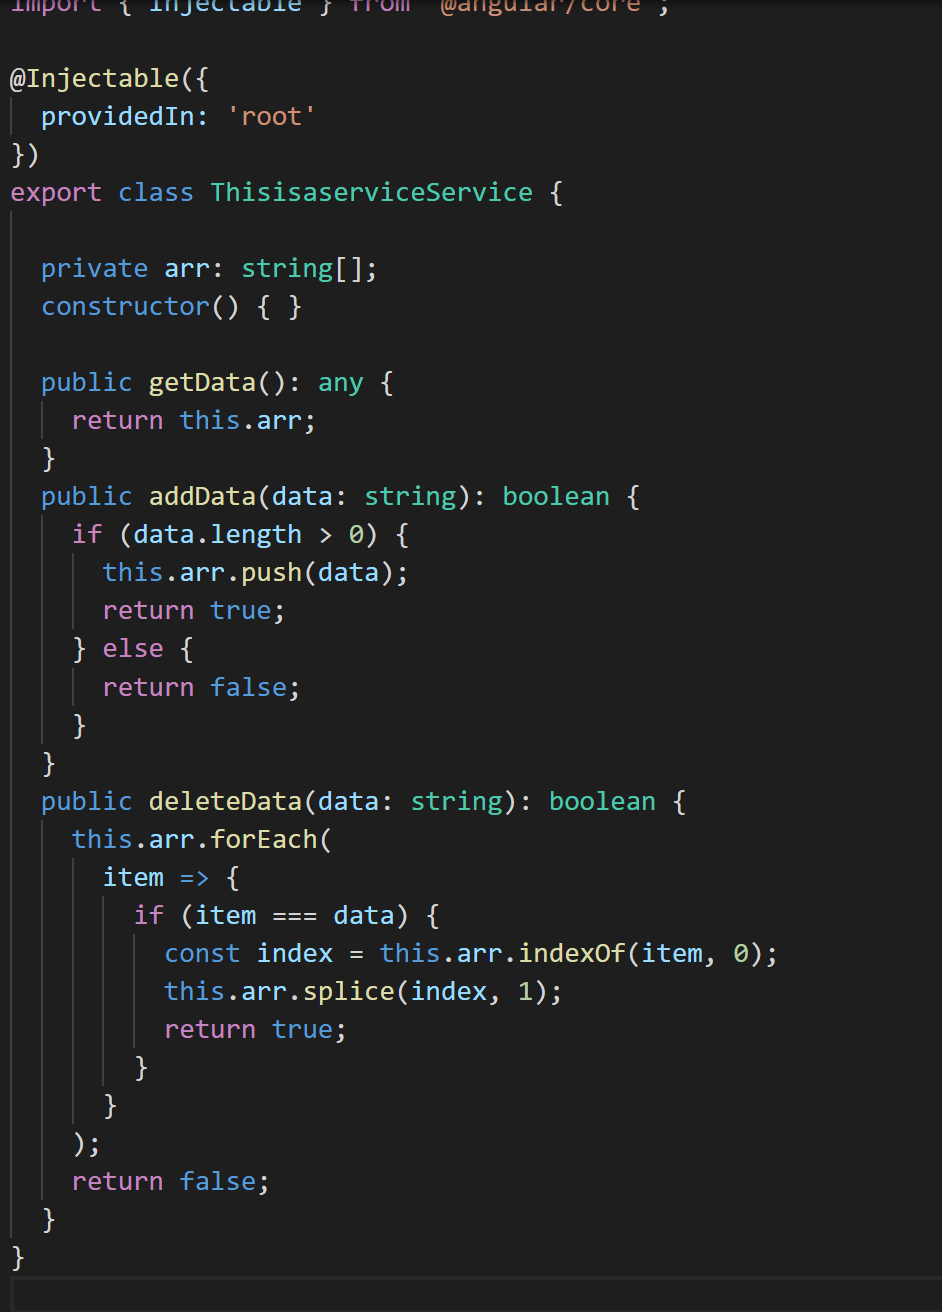 import { Injectable } from '@angular/core';
@Injectable({
providedIn: 'root'
})
export class ThisisaserviceService {
private arr: string[];
constructor() { }
public getData(): any {
return this.arr;
}
public addData(data: string): boolean {
if (data.length > 0) {
this.arr.push(data);
return true;
} else {
return false;
}
}
public deleteData(data: string): boolean {
this.arr.forEach(
item => {
if (item === data) {
const index = this.arr.indexOf(item, 0);
this.arr.splice(index, 1);
return true;
}
}
);
return false;
}
}